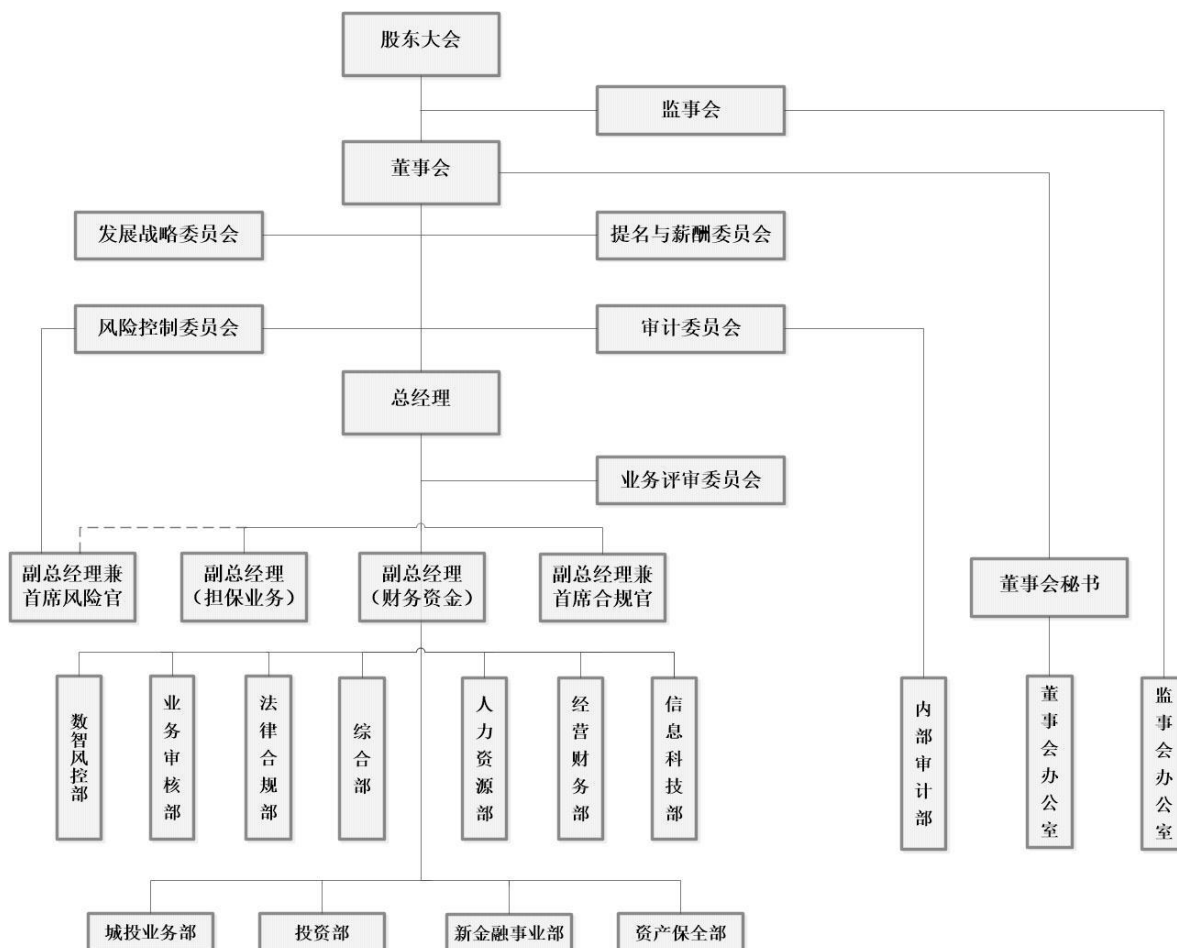 股东大会
监事会
董事会
发展战略委员会
提名与薪酬委员会
风险控制委员会
审计委员会
总经理
业务评审委员会
副总经理兼
首席风险官
副总经理
（担保业务）
副总经理
（财务资金）
副总经理兼
首席合规官
董事会秘书
数智风控部
业务审核部
法律合规部
综合部
人力资源部
经营财务部
信息科技部
内部审计部
董事会办公室
监事会办公室
城投业务部
投资部
新金融事业部
资产保全部